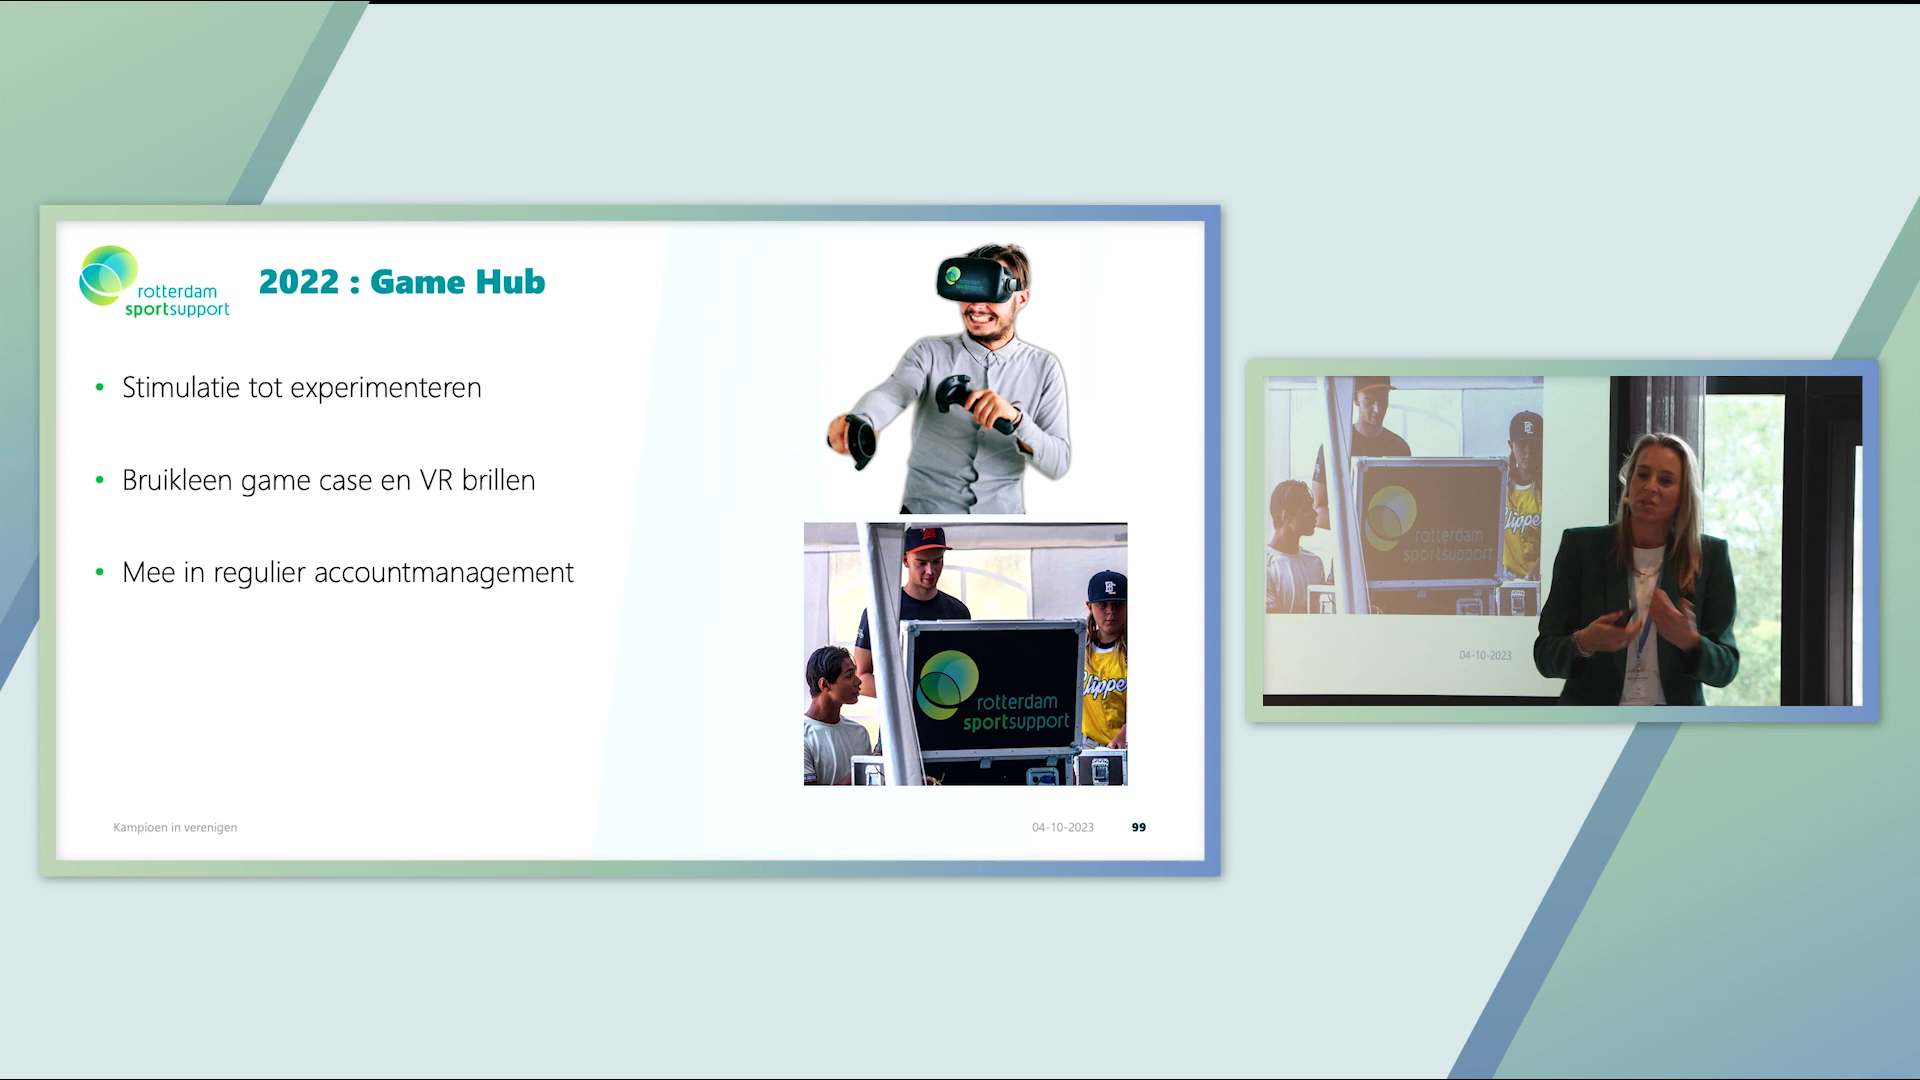 rotterdam
sportsupport
2022 : Game Hub
• Stimulatie tot experimenteren
• Bruikleen game case en VR brillen
• Mee in regulier accountmanagement
rotterdam
sportsupport
Kampioen in verenigen
04-10-2023
99
rotterdam
sportsupport
04-10-2023